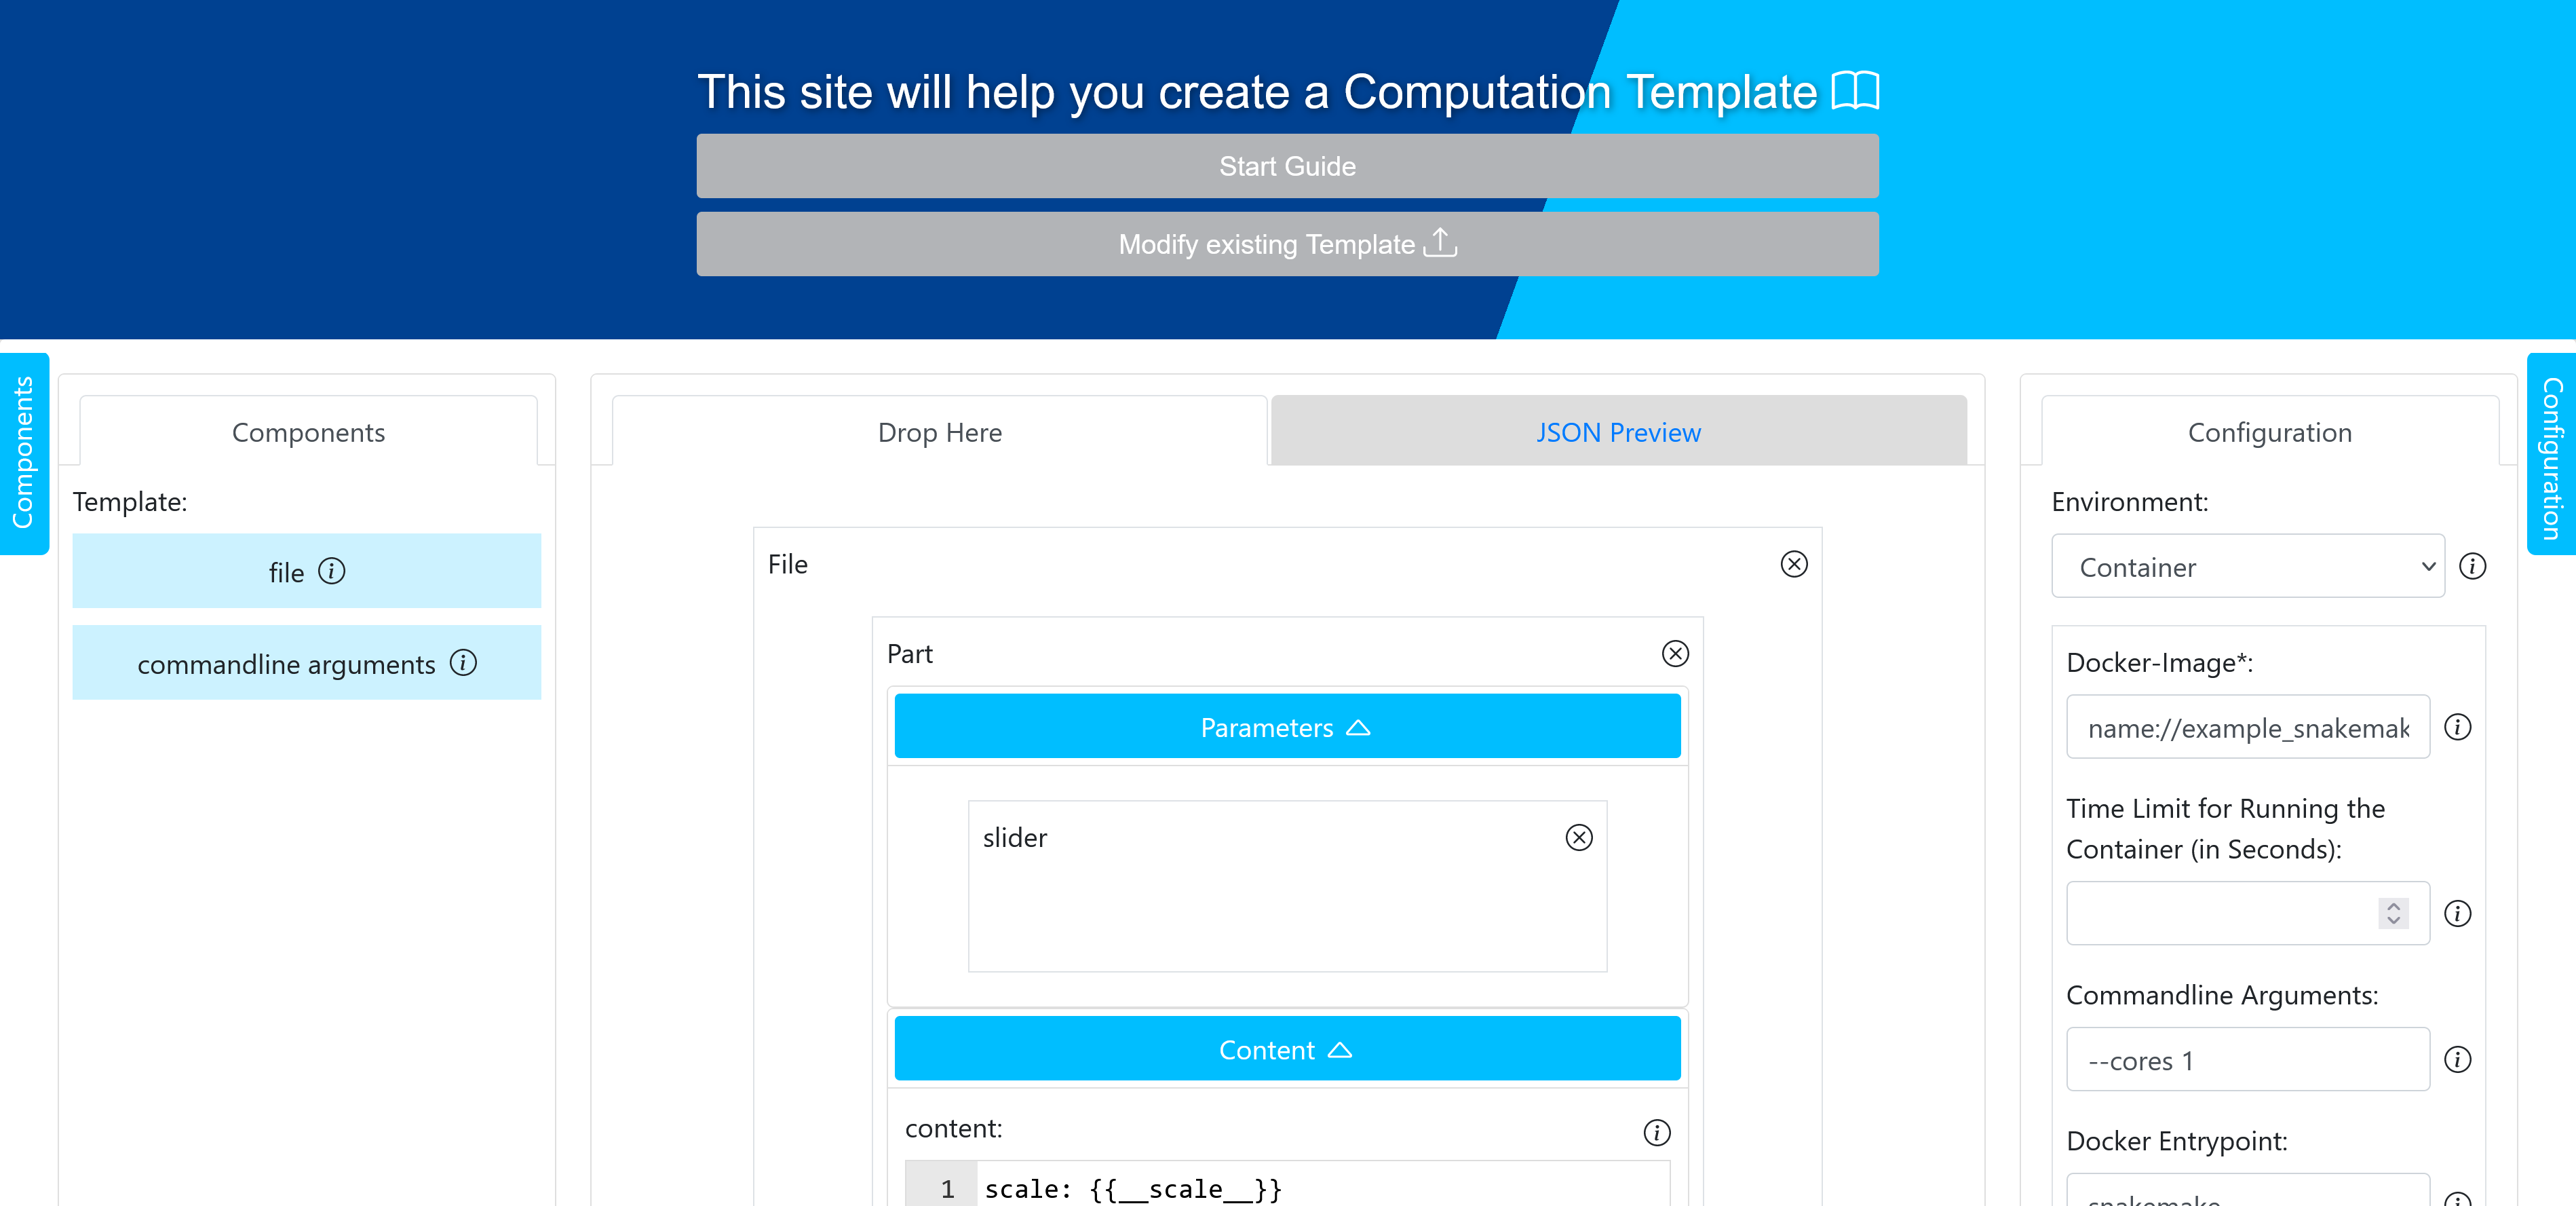 This site will help you create a Computation Template
Start Guide
Modify existing Template
Components
Components
Template:
file
commandline arguments
Drop Here
JSON Preview
File
Part
Parameters
slider
Content
content:
1 scale: {{__scale__}}
Configuration
Configuration
Environment:
Container
Docker-Image*:
name://example_snakemak
Time Limit for Running the
Container (in Seconds):
Commandline Arguments:
--cores 1
Docker Entrypoint:
snakemake